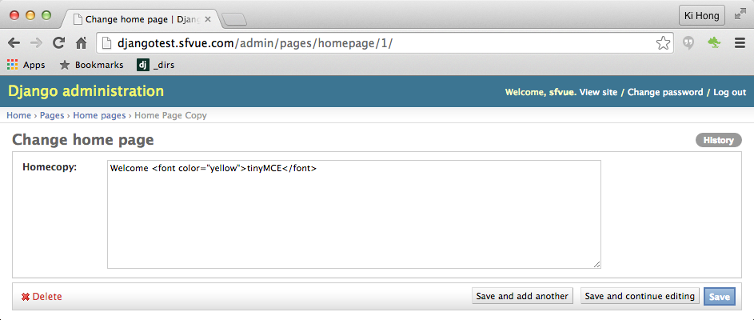 Change home page | Djan
Ki Hong
djangotest.sfvue.com/admin/pages/homepage/1/
Apps Bookmarks dj _dirs
Django administration
Welcome, sfvue. View site / Change password / Log out
Home › Pages › Home pages › Home Page Copy
Change home page
History
Homecopy: Welcome <font color="yellow">tinyMCE</font>
Delete Save and add another Save and continue editing Save